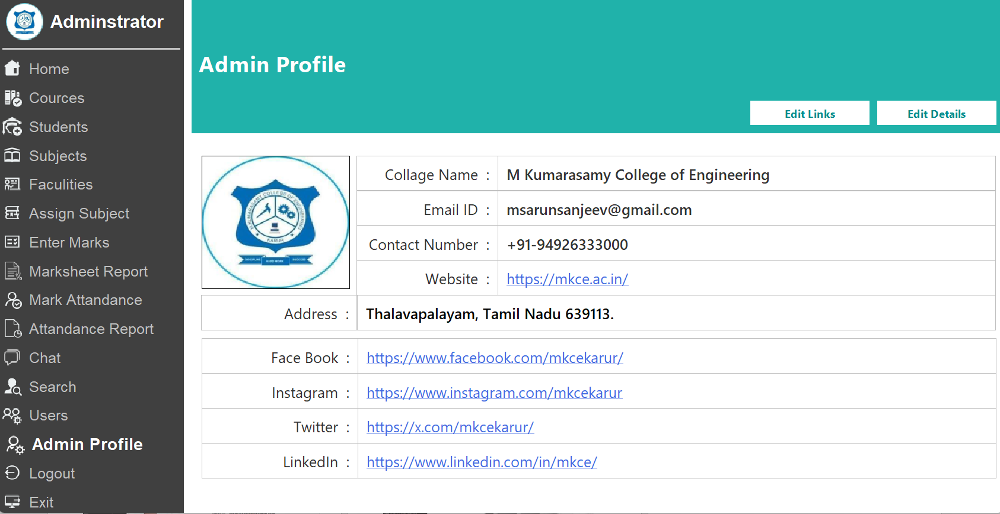 Adminstrator
Home
Cources
Students
Subjects
Faculities
Assign Subject
Enter Marks
Marksheet Report
Mark Attandance
Attandance Report
Chat
Search
Users
Admin Profile
Logout
Exit
Admin Profile
Edit Links
Edit Details
M.KUMARASAMY COLLEGE OF ENGINEERING
KARUR
DISCIPLINE HARD WORK SUCCESS
Collage Name : M Kumarasamy College of Engineering
Email ID : msarunsanjeev@gmail.com
Contact Number : +91-94926333000
Website : https://mkce.ac.in/
Address : Thalavapalayam, Tamil Nadu 639113.
Face Book : https://www.facebook.com/mkcekarur/
Instagram : https://www.instagram.com/mkcekarur
Twitter : https://x.com/mkcekarur/
LinkedIn : https://www.linkedin.com/in/mkce/